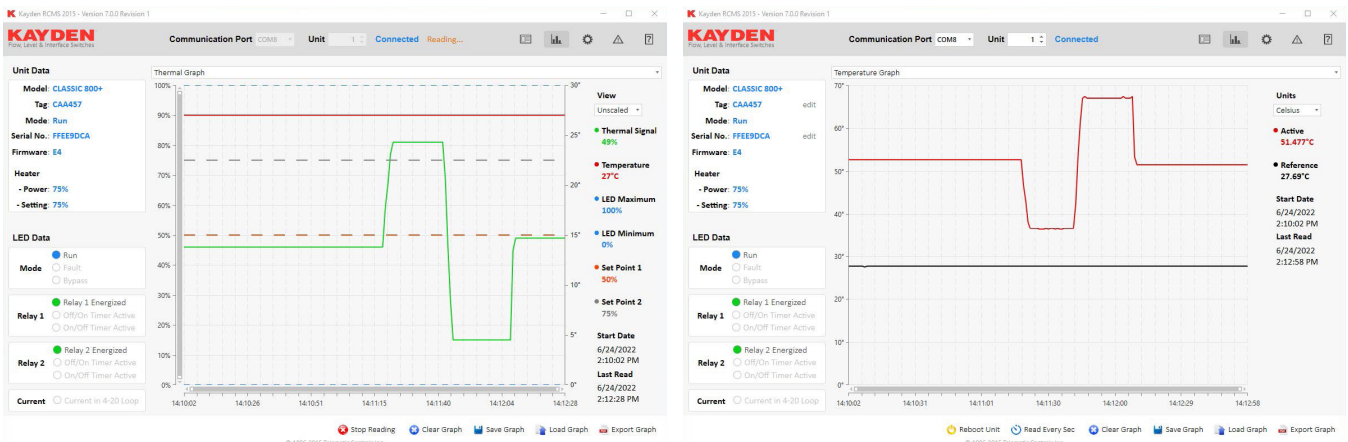 Kayden RCMS 2015 - Version 7.0.0 Revision 1
KAYDEN
Flow, Level & Interface Switches
Communication Port COM8 Unit 1 Connected Reading...
Unit Data
Model: CLASSIC 800+
Tag: CAA457
Mode: Run
Serial No.: FFEE9DCA
Firmware: E4
Heater
- Power: 75%
- Setting: 75%
LED Data
Mode
Run
Fault
Bypass
Relay 1
Relay 1 Energized
Off/On Timer Active
On/Off Timer Active
Relay 2
Relay 2 Energized
Off/On Timer Active
On/Off Timer Active
Current
Current in 4-20 Loop
Thermal Graph
100%
90%
80%
70%
60%
50%
40%
30%
20%
10%
0%
30°
25°
20°
15°
10°
5°
0°
14:10:02 14:10:26 14:10:51 14:11:15 14:11:40 14:12:04 14:12:28
View
Unscaled
Thermal Signal
49%
Temperature
27°C
LED Maximum
100%
LED Minimum
0%
Set Point 1
50%
Set Point 2
75%
Start Date
6/24/2022
2:10:02 PM
Last Read
6/24/2022
2:12:28 PM
Stop Reading Clear Graph Save Graph Load Graph Export Graph
Kayden RCMS 2015 - Version 7.0.0 Revision 1
KAYDEN
Flow, Level & Interface Switches
Communication Port COM8 Unit 1 Connected
Unit Data
Model: CLASSIC 800+
Tag: CAA457 edit
Mode: Run
Serial No.: FFEE9DCA edit
Firmware: E4
Heater
- Power: 75%
- Setting: 75%
LED Data
Mode
Run
Fault
Bypass
Relay 1
Relay 1 Energized
Off/On Timer Active
On/Off Timer Active
Relay 2
Relay 2 Energized
Off/On Timer Active
On/Off Timer Active
Current
Current in 4-20 Loop
Temperature Graph
70°
60°
50°
40°
30°
20°
10°
0°
14:10:02 14:10:31 14:11:01 14:11:30 14:12:00 14:12:29 14:12:58
Units
Celsius
Active
51.477°C
Reference
27.69°C
Start Date
6/24/2022
2:10:02 PM
Last Read
6/24/2022
2:12:58 PM
Reboot Unit Read Every Sec Clear Graph Save Graph Load Graph Export Graph